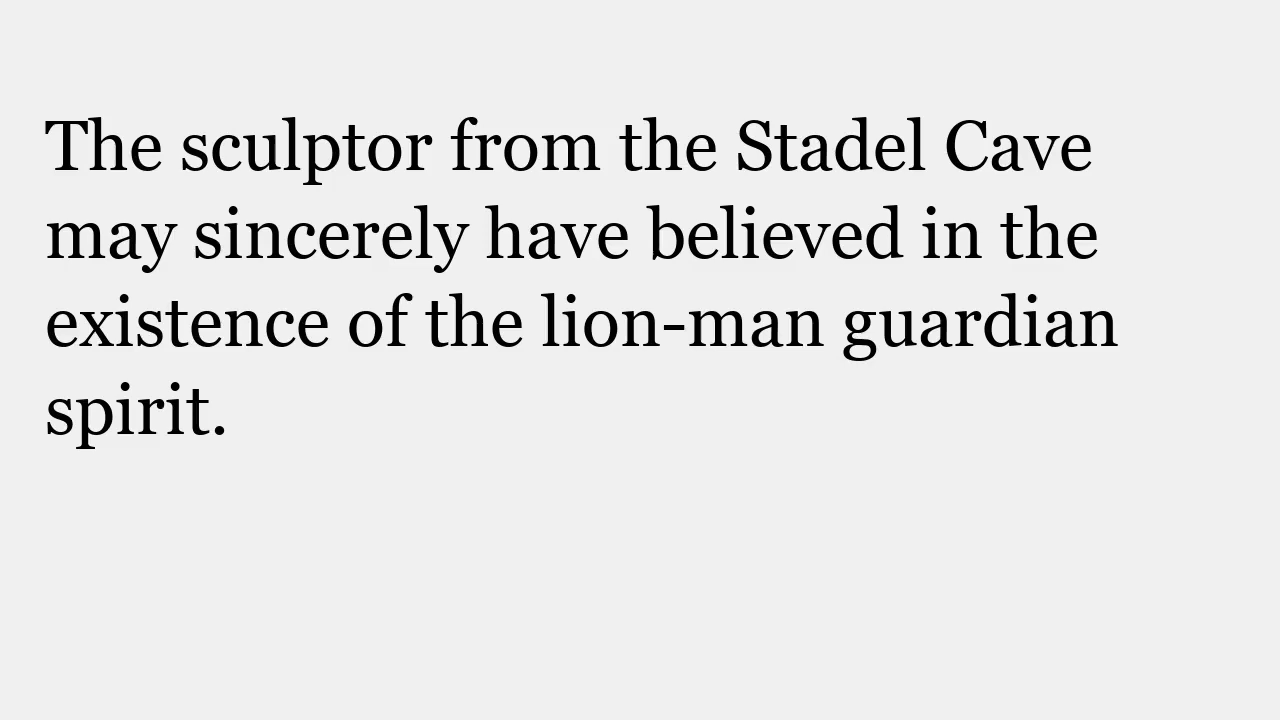 The sculptor from the Stadel Cave
may sincerely have believed in the
existence of the lion-man guardian
spirit.